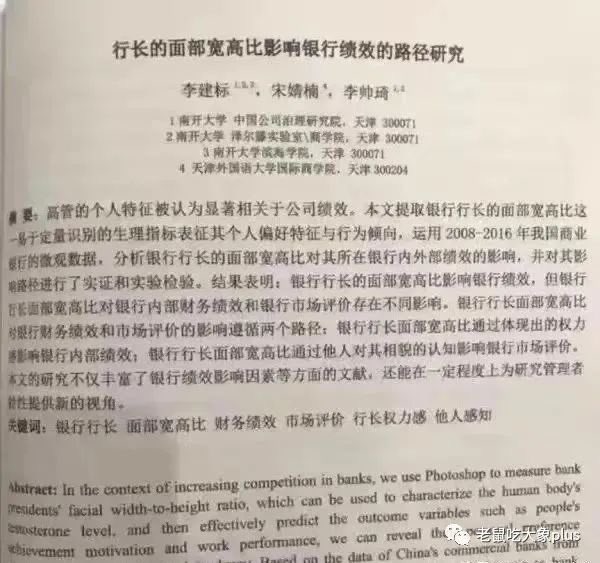 行长的面部宽高比影响银行绩效的路径研究
李建标 1,2,3，宋婧楠 4，李帅琦 1,2
1 南开大学 中国公司治理研究院，天津 300071
2 南开大学 泽尔滕实验室\商学院，天津 300071
3 南开大学滨海学院，天津 300071
4 天津外国语大学国际商学院，天津 300204
摘 要：高管的个人特征被认为显著相关于公司绩效。本文提取银行行长的面部宽高比这
一易于定量识别的生理指标表征其个人偏好特征与行为倾向，运用 2008-2016 年我国商业
银行的微观数据，分析银行行长的面部宽高比对其所在银行内外部绩效的影响，并对其影
响路径进行了实证和实验检验。结果表明：银行行长的面部宽高比影响银行绩效，但银行
行长面部宽高比对银行内部财务绩效和银行市场评价存在不同影响。银行行长面部宽高比
对银行财务绩效和市场评价的影响遵循两个路径：银行行长面部宽高比通过体现出的权力
感影响银行内部绩效；银行行长面部宽高比通过他人对其相貌的认知影响银行市场评价。
本文的研究不仅丰富了银行绩效影响因素等方面的文献，还能在一定程度上为研究管理者
特性提供新的视角。
关键词：银行行长 面部宽高比 财务绩效 市场评价 行长权力感 他人感知
Abstract: In the context of increasing competition in banks, we use Photoshop to measure bank
presidents' facial width-to-height ratio, which can be used to characterize the human body's
testosterone level, and then effectively predict the outcome variables such as people's
achievement motivation and work performance, we can reveal the
Based on the data of China's commercial banks from
老鼠吃大象plus